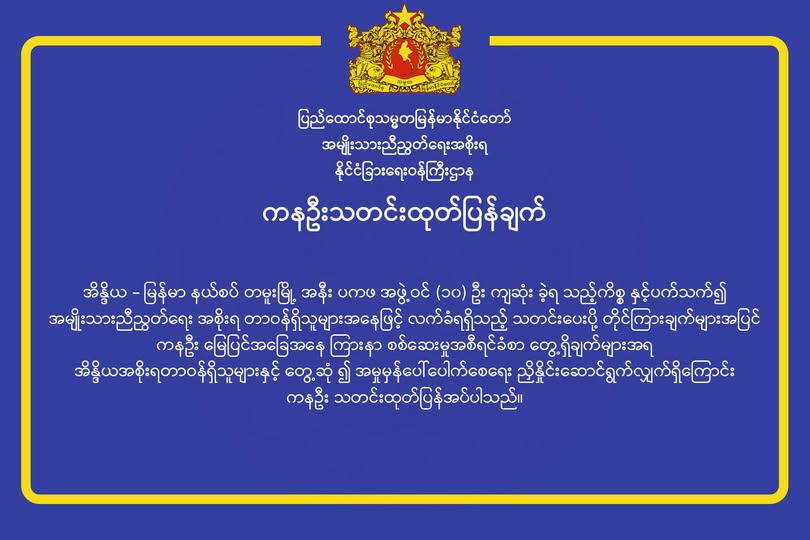 ပြည်ထောင်စုသမ္မတမြန်မာနိုင်ငံတော်
အမျိုးသားညီညွတ်ရေးအစိုးရ
နိုင်ငံခြားရေးဝန်ကြီးဌာန
ကနဦးသတင်းထုတ်ပြန်ချက်
အိန္ဒိယ – မြန်မာ နယ်စပ် တမူးမြို့ အနီး ပကဖ အဖွဲ့ဝင် (၁၀) ဦး ကျဆုံး ခဲ့ရ သည့်ကိစ္စ နှင့်ပက်သက်၍
အမျိုးသားညီညွတ်ရေး အစိုးရ တာဝန်ရှိသူများအနေဖြင့် လက်ခံရရှိသည့် သတင်းပေးပို့ တိုင်ကြားချက်များအပြင်
ကနဦး မြေပြင်အခြေအနေ ကြားနာ စစ်ဆေးမှုအစီရင်ခံစာ တွေ့ရှိချက်များအရ
အိန္ဒိယအစိုးရတာဝန်ရှိသူများနှင့် တွေ့ဆုံ ၍ အမှုမှန်ပေါ်ပေါက်စေရေး ညှိနှိုင်းဆောင်ရွက်လျှက်ရှိကြောင်း
ကနဦး သတင်းထုတ်ပြန်အပ်ပါသည်။